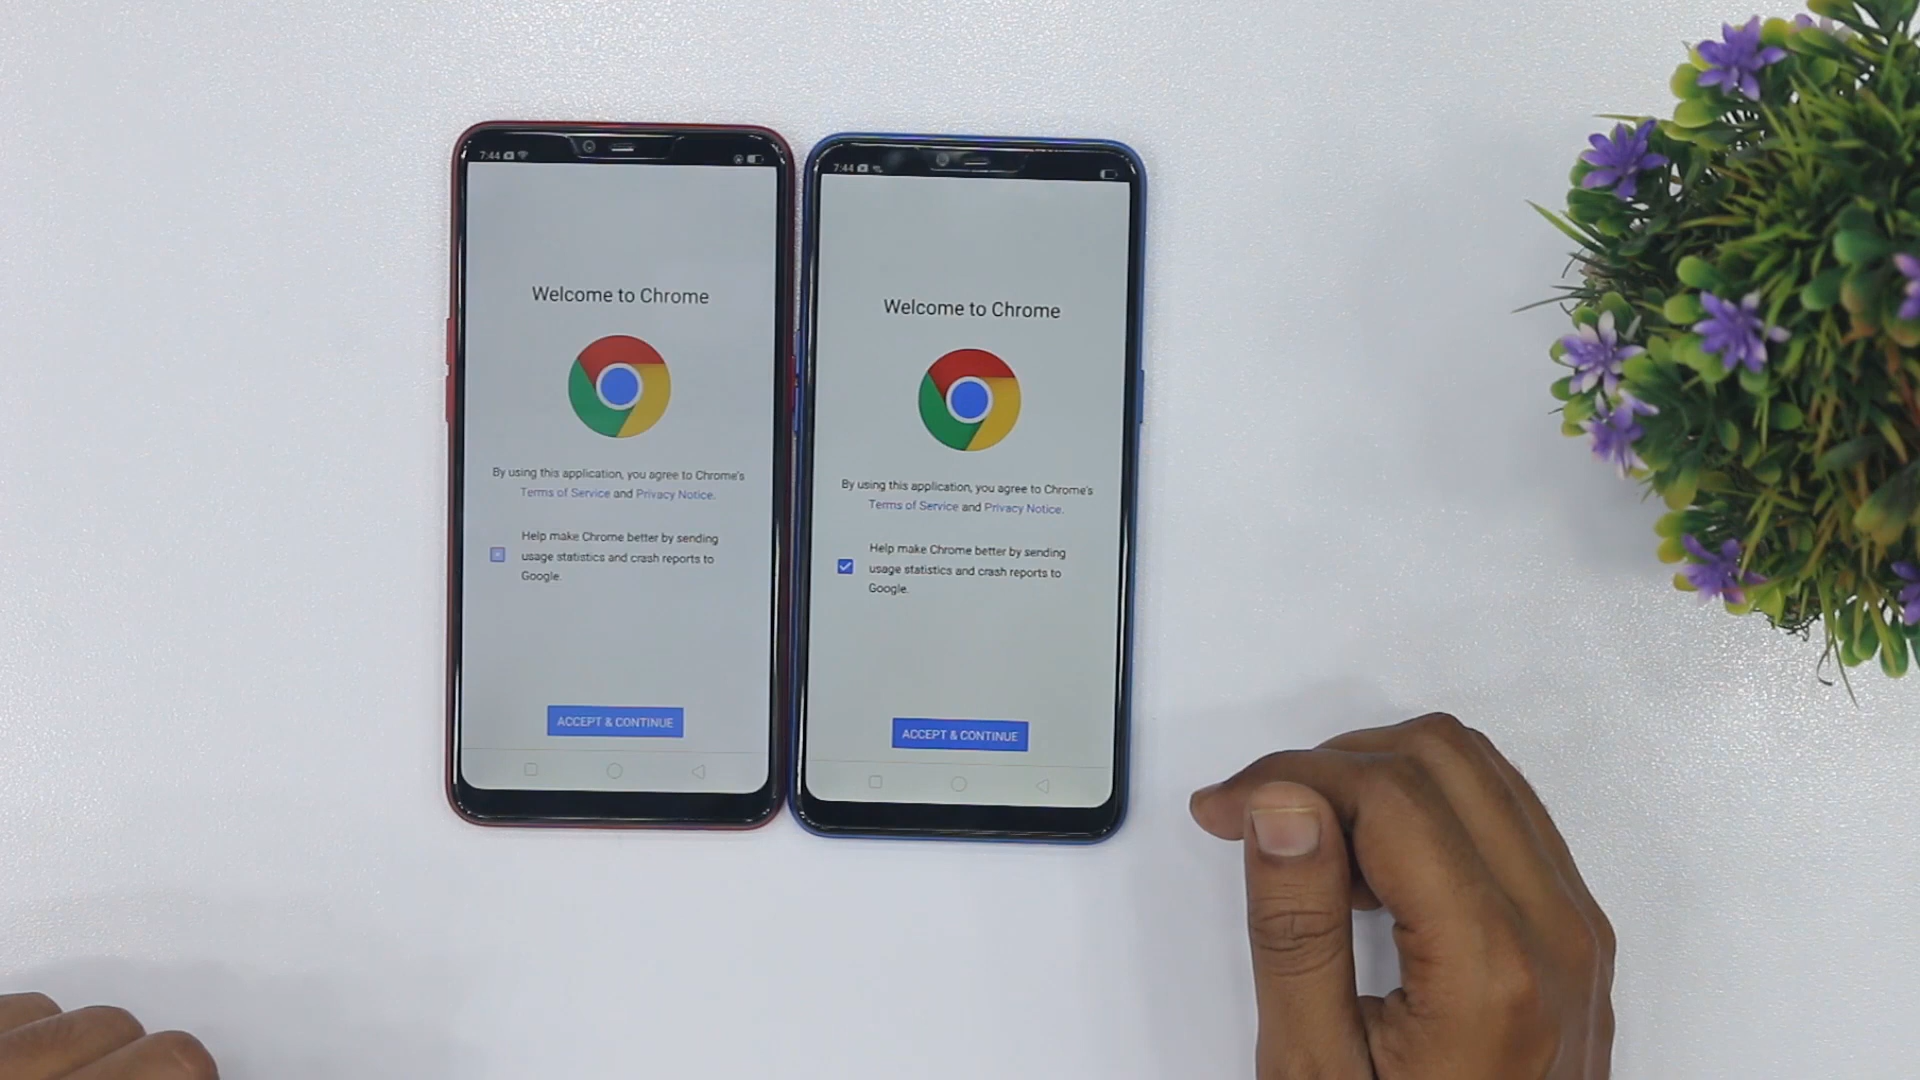 7:44
Welcome to Chrome
By using this application, you agree to Chrome's
Terms of Service and Privacy Notice.
Help make Chrome better by sending
usage statistics and crash reports to
Google.
ACCEPT & CONTINUE
7:44
Welcome to Chrome
By using this application, you agree to Chrome's
Terms of Service and Privacy Notice.
Help make Chrome better by sending
usage statistics and crash reports to
Google.
ACCEPT & CONTINUE